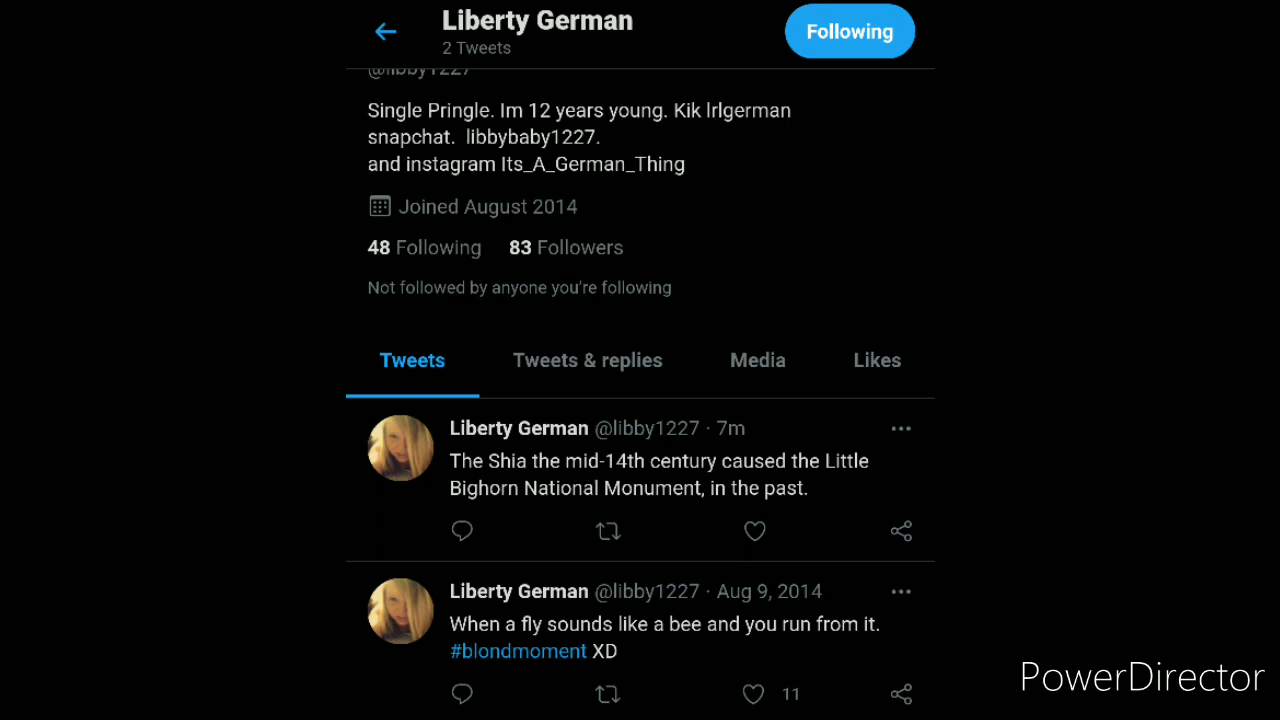 Liberty German
2 Tweets
Following
@libby1227
Single Pringle. Im 12 years young. Kik lrlgerman
snapchat. libbybaby1227.
and instagram Its_A_German_Thing
Joined August 2014
48 Following 83 Followers
Not followed by anyone you're following
Tweets Tweets & replies Media Likes
Liberty German @libby1227 · 7m
The Shia the mid-14th century caused the Little
Bighorn National Monument, in the past.
Liberty German @libby1227 · Aug 9, 2014
When a fly sounds like a bee and you run from it.
#blondmoment XD
11
PowerDirector